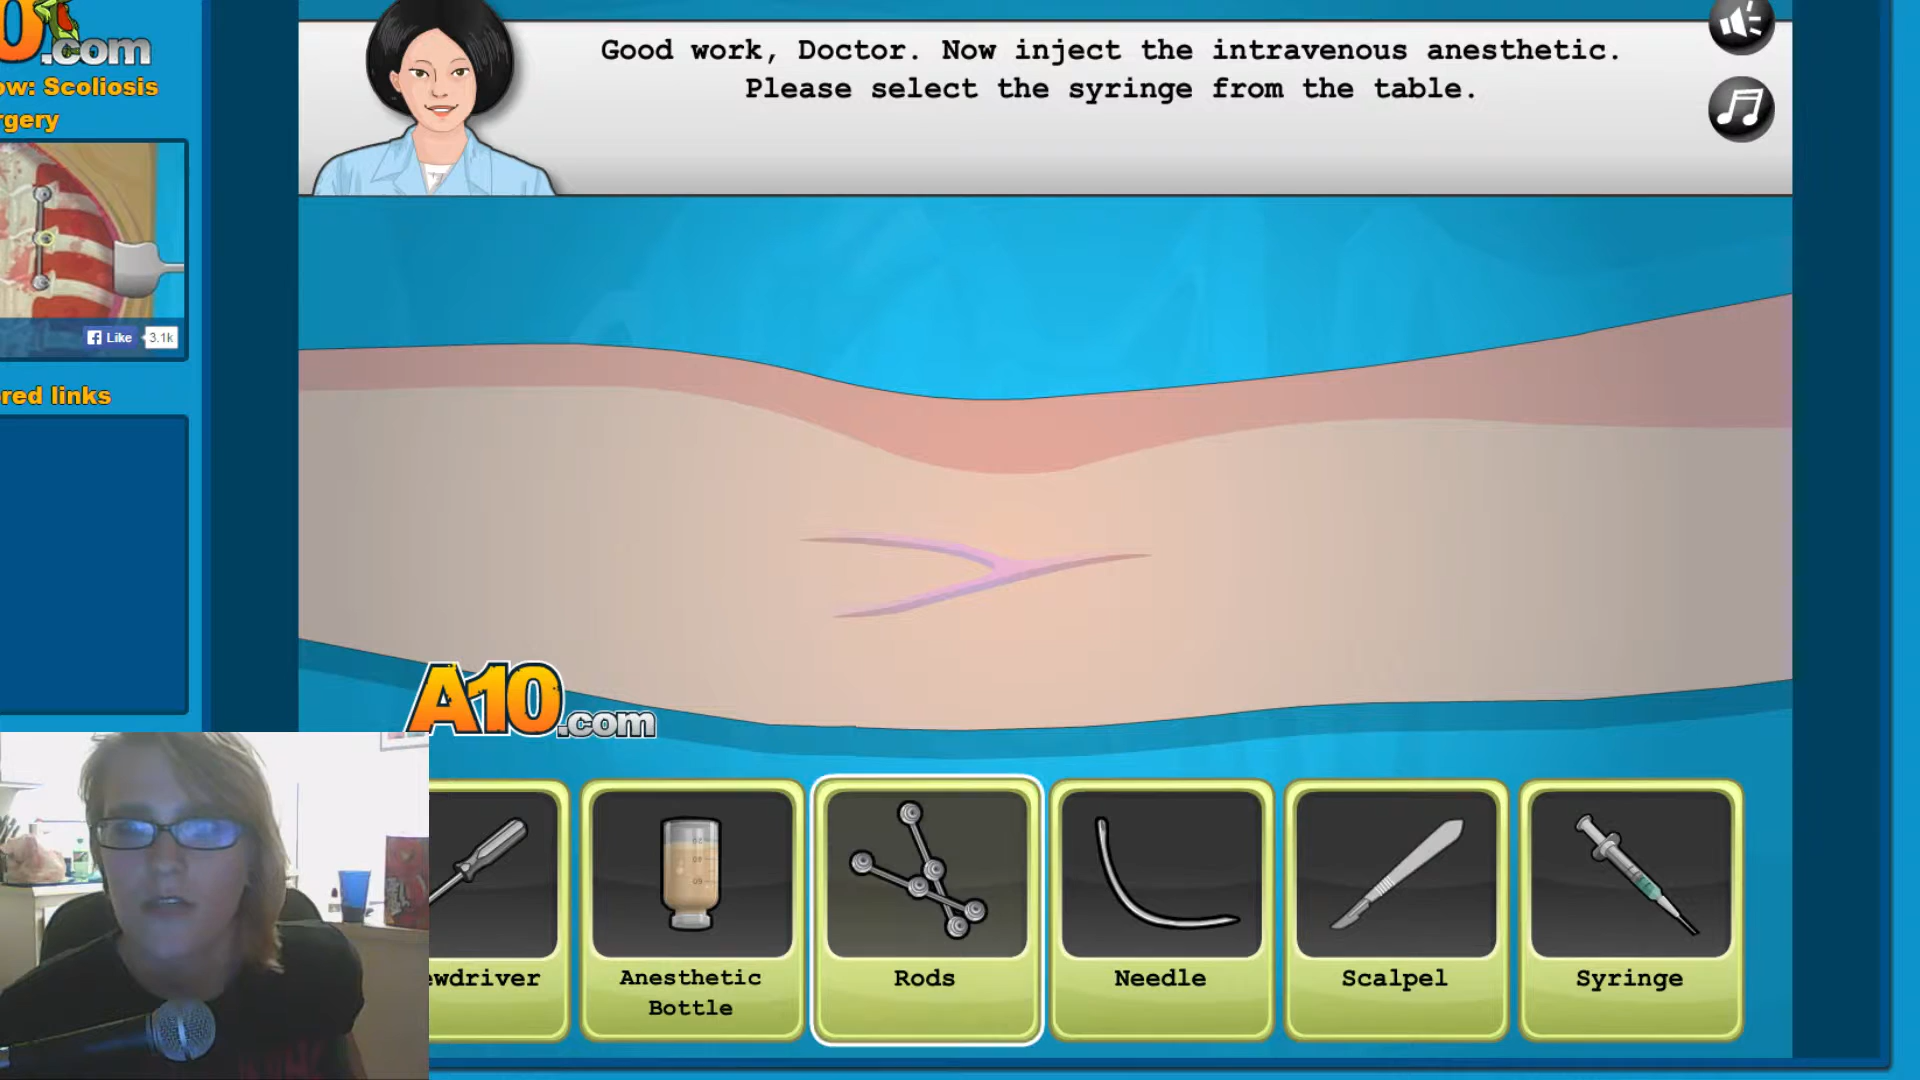 .com
ow: Scoliosis
rgery
Like 3.1k
red links
Good work, Doctor. Now inject the intravenous anesthetic.
Please select the syringe from the table.
A10.com
ewdriver
Anesthetic
Bottle
Rods
Needle
Scalpel
Syringe